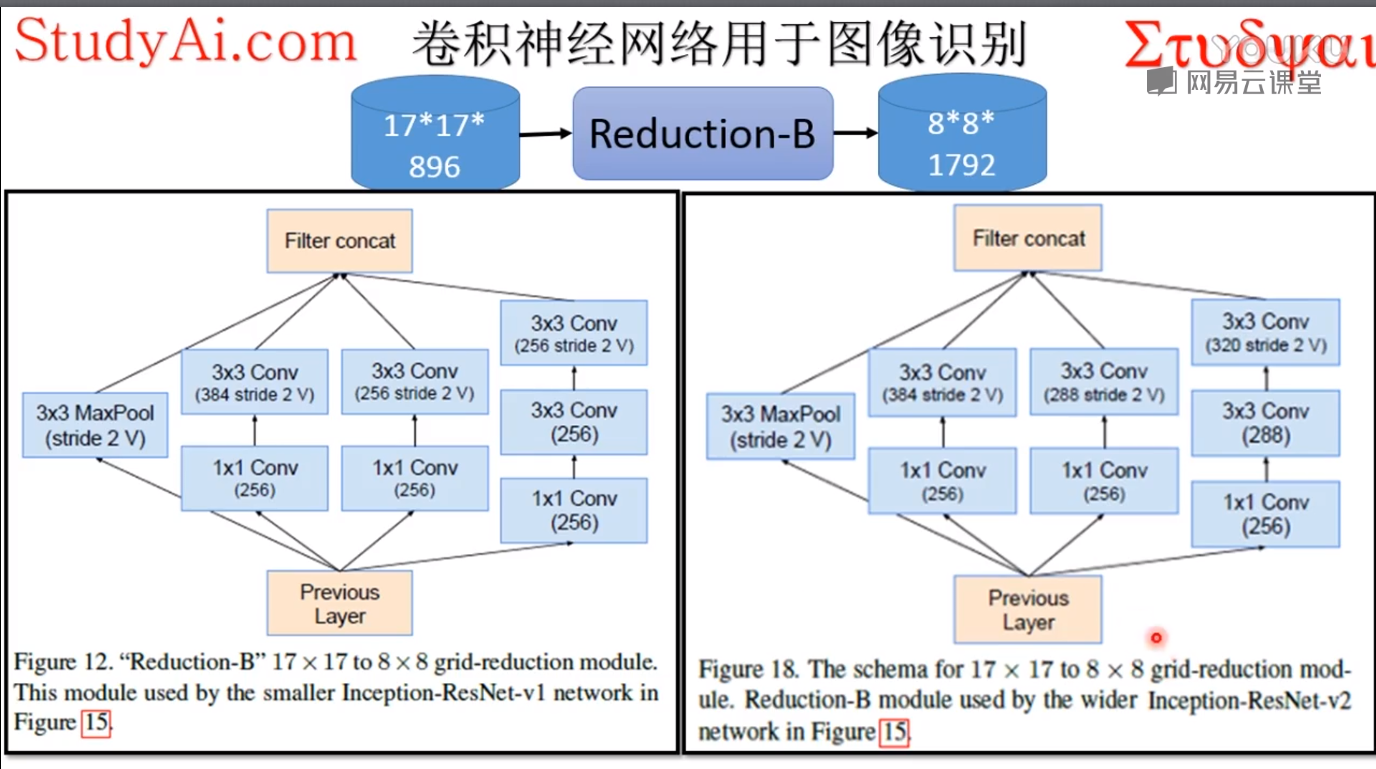 StudyAi.com
卷积神经网络用于图像识别
Στυδψαι
YOUKU
网易云课堂
17*17*
896
Reduction-B
8*8*
1792
Filter concat
3x3 Conv
(256 stride 2 V)
3x3 Conv
(384 stride 2 V)
3x3 Conv
(256 stride 2 V)
3x3 MaxPool
(stride 2 V)
3x3 Conv
(256)
1x1 Conv
(256)
1x1 Conv
(256)
1x1 Conv
(256)
Previous
Layer
Figure 12. “Reduction-B” 17 × 17 to 8 × 8 grid-reduction module.
This module used by the smaller Inception-ResNet-v1 network in
Figure 15.
Filter concat
3x3 Conv
(320 stride 2 V)
3x3 Conv
(384 stride 2 V)
3x3 Conv
(288 stride 2 V)
3x3 MaxPool
(stride 2 V)
3x3 Conv
(288)
1x1 Conv
(256)
1x1 Conv
(256)
1x1 Conv
(256)
Previous
Layer
Figure 18. The schema for 17 × 17 to 8 × 8 grid-reduction mod-
ule. Reduction-B module used by the wider Inception-ResNet-v2
network in Figure 15.